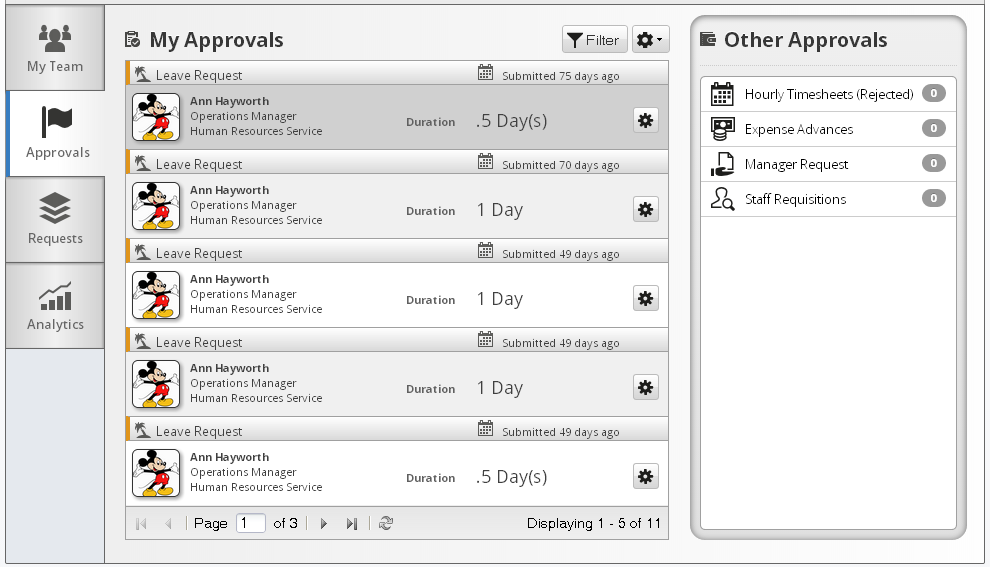 My Team
Approvals
Requests
Analytics
My Approvals
Filter
Leave Request Submitted 75 days ago
Ann Hayworth
Operations Manager
Human Resources Service
Duration .5 Day(s)
Leave Request Submitted 70 days ago
Ann Hayworth
Operations Manager
Human Resources Service
Duration 1 Day
Leave Request Submitted 49 days ago
Ann Hayworth
Operations Manager
Human Resources Service
Duration 1 Day
Leave Request Submitted 49 days ago
Ann Hayworth
Operations Manager
Human Resources Service
Duration 1 Day
Leave Request Submitted 49 days ago
Ann Hayworth
Operations Manager
Human Resources Service
Duration .5 Day(s)
Page 1 of 3 Displaying 1 - 5 of 11
Other Approvals
Hourly Timesheets (Rejected) 0
Expense Advances 0
Manager Request 0
Staff Requisitions 0